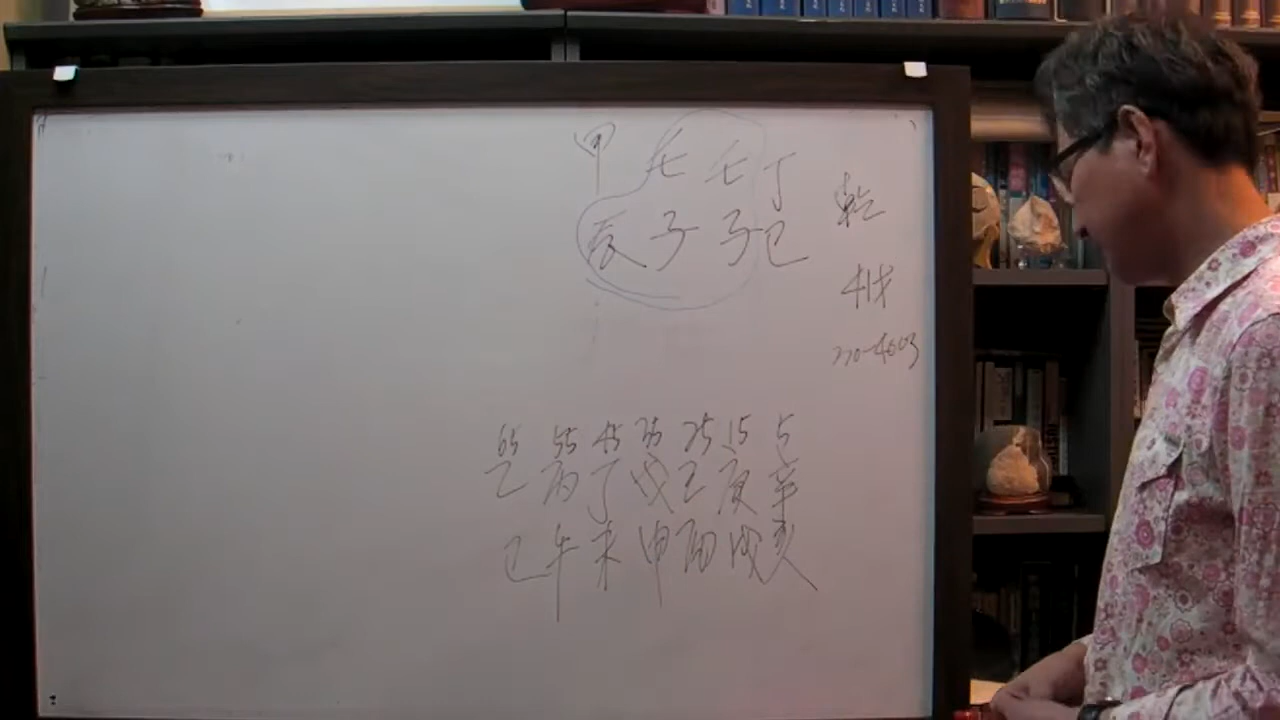 甲 壬 壬 丁
辰 子 子 巳
乾
41才
65 55 45 35 25 15 5
乙 丙 丁 戊 己 庚 辛
巳 午 未 申 酉 戌 亥